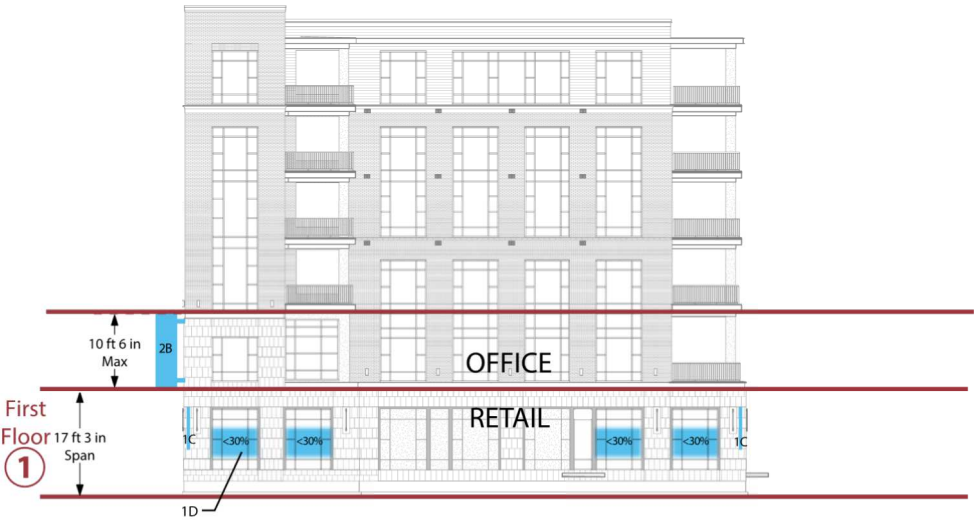 10 ft 6 in
Max
2B
OFFICE
RETAIL
First
Floor
1
17 ft 3 in
Span
1C
<30%
<30%
<30%
<30%
1C
1D